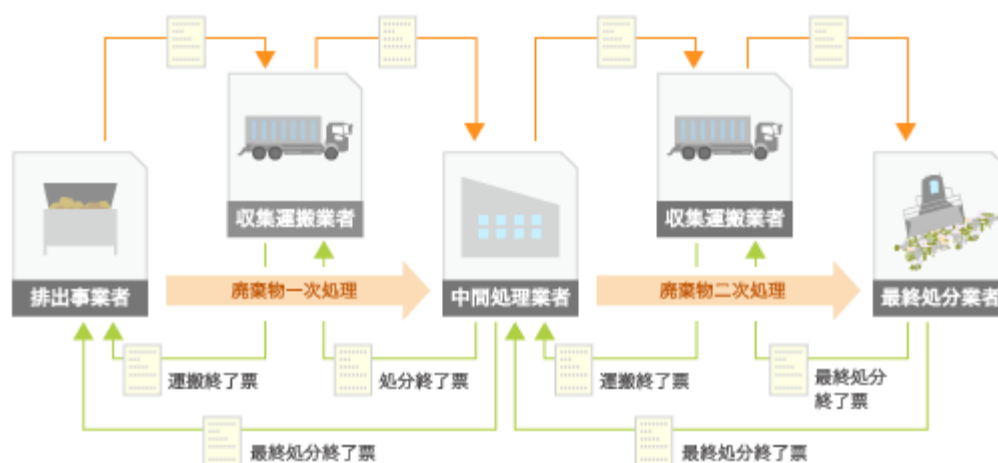 収集運搬業者
収集運搬業者
排出事業者
廃棄物一次処理
中間処理業者
廃棄物二次処理
最終処分業者
運搬終了票
処分終了票
運搬終了票
最終処分
終了票
最終処分終了票
最終処分終了票